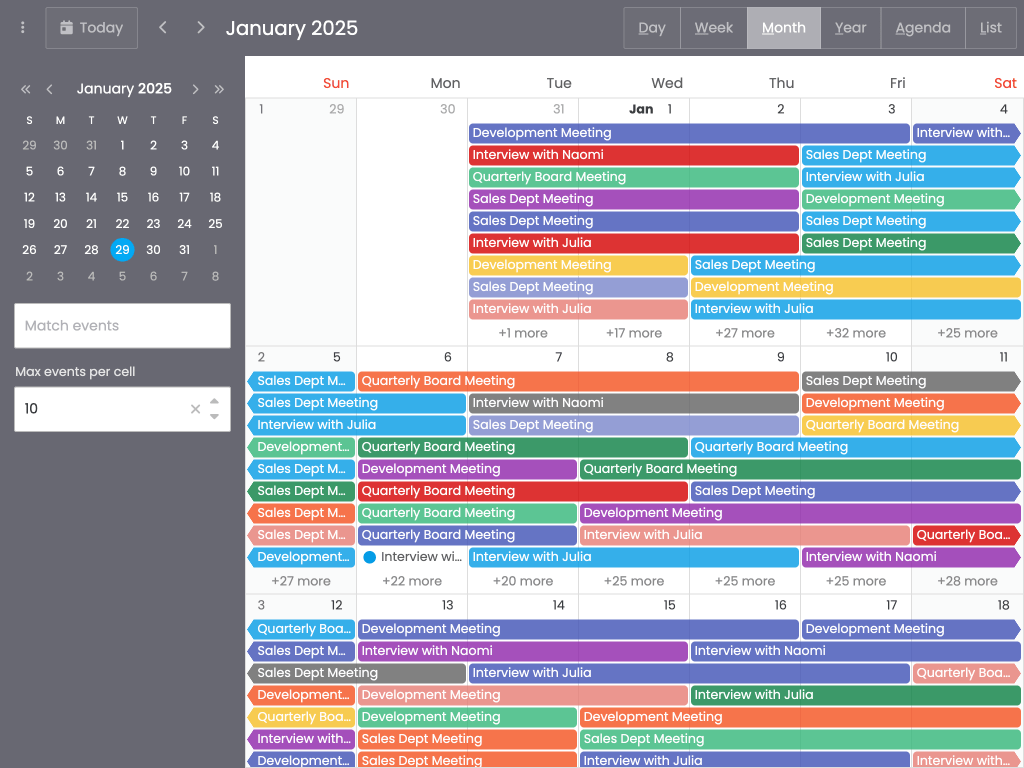 Today
January 2025
Day Week Month Year Agenda List
« ‹ January 2025 › »
S M T W T F S
29 30 31 1 2 3 4
5 6 7 8 9 10 11
12 13 14 15 16 17 18
19 20 21 22 23 24 25
26 27 28 29 30 31 1
2 3 4 5 6 7 8
Match events
Max events per cell
10
Sun Mon Tue Wed Thu Fri Sat
1 29 30 31 Jan 1 2 3 4
Development Meeting Interview with...
Interview with Naomi Sales Dept Meeting
Quarterly Board Meeting Interview with Julia
Sales Dept Meeting Development Meeting
Sales Dept Meeting Sales Dept Meeting
Interview with Julia Sales Dept Meeting
Development Meeting Sales Dept Meeting
Sales Dept Meeting Development Meeting
Interview with Julia Interview with Julia
+1 more +17 more +27 more +32 more +25 more
2 5 6 7 8 9 10 11
Sales Dept M... Quarterly Board Meeting Sales Dept Meeting
Sales Dept Meeting Interview with Naomi Development Meeting
Interview with Julia Sales Dept Meeting Quarterly Board Meeting
Development... Quarterly Board Meeting Quarterly Board Meeting
Sales Dept M... Development Meeting Quarterly Board Meeting
Sales Dept M... Quarterly Board Meeting Sales Dept Meeting
Sales Dept M... Quarterly Board Meeting Development Meeting
Sales Dept M... Quarterly Board Meeting Interview with Julia Quarterly Boa...
Development... Interview wi... Interview with Julia Interview with Naomi
+27 more +22 more +20 more +25 more +25 more +25 more +28 more
3 12 13 14 15 16 17 18
Quarterly Boa... Development Meeting Development Meeting
Sales Dept M... Interview with Naomi Interview with Naomi
Sales Dept Meeting Interview with Julia Quarterly Boa...
Development... Development Meeting Interview with Julia
Quarterly Boa... Development Meeting Development Meeting
Interview with... Sales Dept Meeting Sales Dept Meeting
Development... Sales Dept Meeting Interview with Julia Interview with...